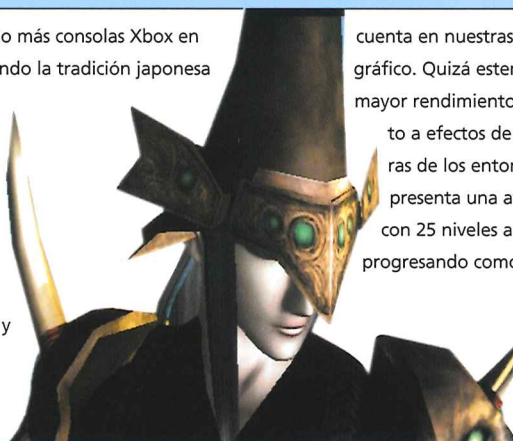 o más consolas Xbox en
ndo la tradición japonesa
y
cuenta en nuestras
gráfico. Quizá ester
mayor rendimiento
to a efectos de
ras de los entor
presenta una a
con 25 niveles a
progresando como